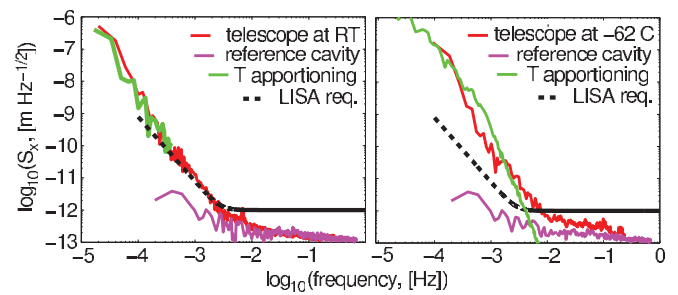 −6
−7
−8
−9
−10
−11
−12
−13
log10(Sx, [m Hz−1/2])
telescope at RT
reference cavity
T apportioning
LISA req.
−5 −4 −3 −2 −1
telescope at −62 C
reference cavity
T apportioning
LISA req.
−5 −4 −3 −2 −1 0
log10(frequency, [Hz])